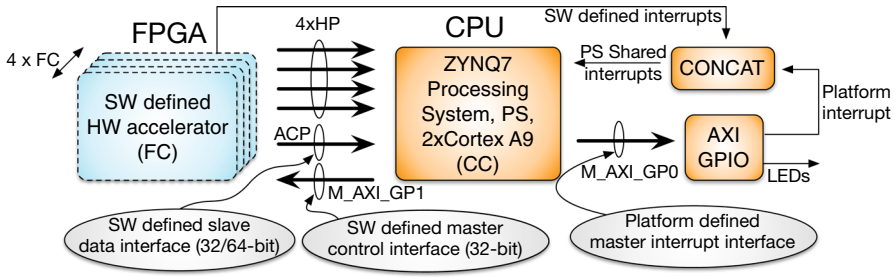 FPGA
4xHP
CPU
SW defined interrupts
4 x FC
SW defined
HW accelerator
(FC)
ACP
M_AXI_GP1
ZYNQ7
Processing
System, PS,
2xCortex A9
(CC)
PS Shared
interrupts
CONCAT
Platform
interrupt
AXI
GPIO
M_AXI_GP0
LEDs
SW defined slave
data interface (32/64-bit)
SW defined master
control interface (32-bit)
Platform defined
master interrupt interface